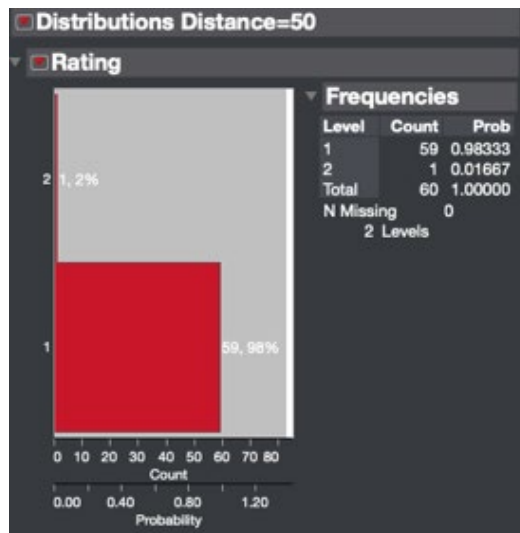 Distributions Distance=50
Rating
2 1, 2%
1 59, 98%
0 10 20 30 40 50 60 70 80
Count
0.00 0.40 0.80 1.20
Probability
Frequencies
Level Count Prob
1 59 0.98333
2 1 0.01667
Total 60 1.00000
N Missing 0
2 Levels